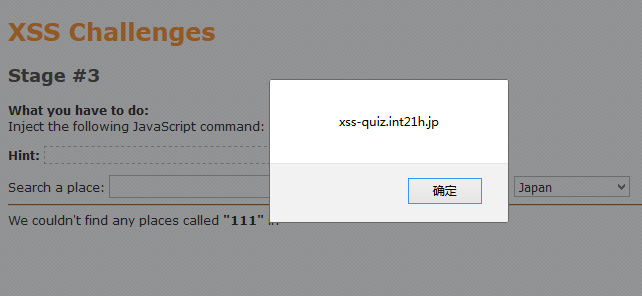 XSS Challenges
Stage #3
What you have to do:
Inject the following JavaScript command:
Hint:
Search a place:
Japan
We couldn't find any places called "111" in
xss-quiz.int21h.jp
确定